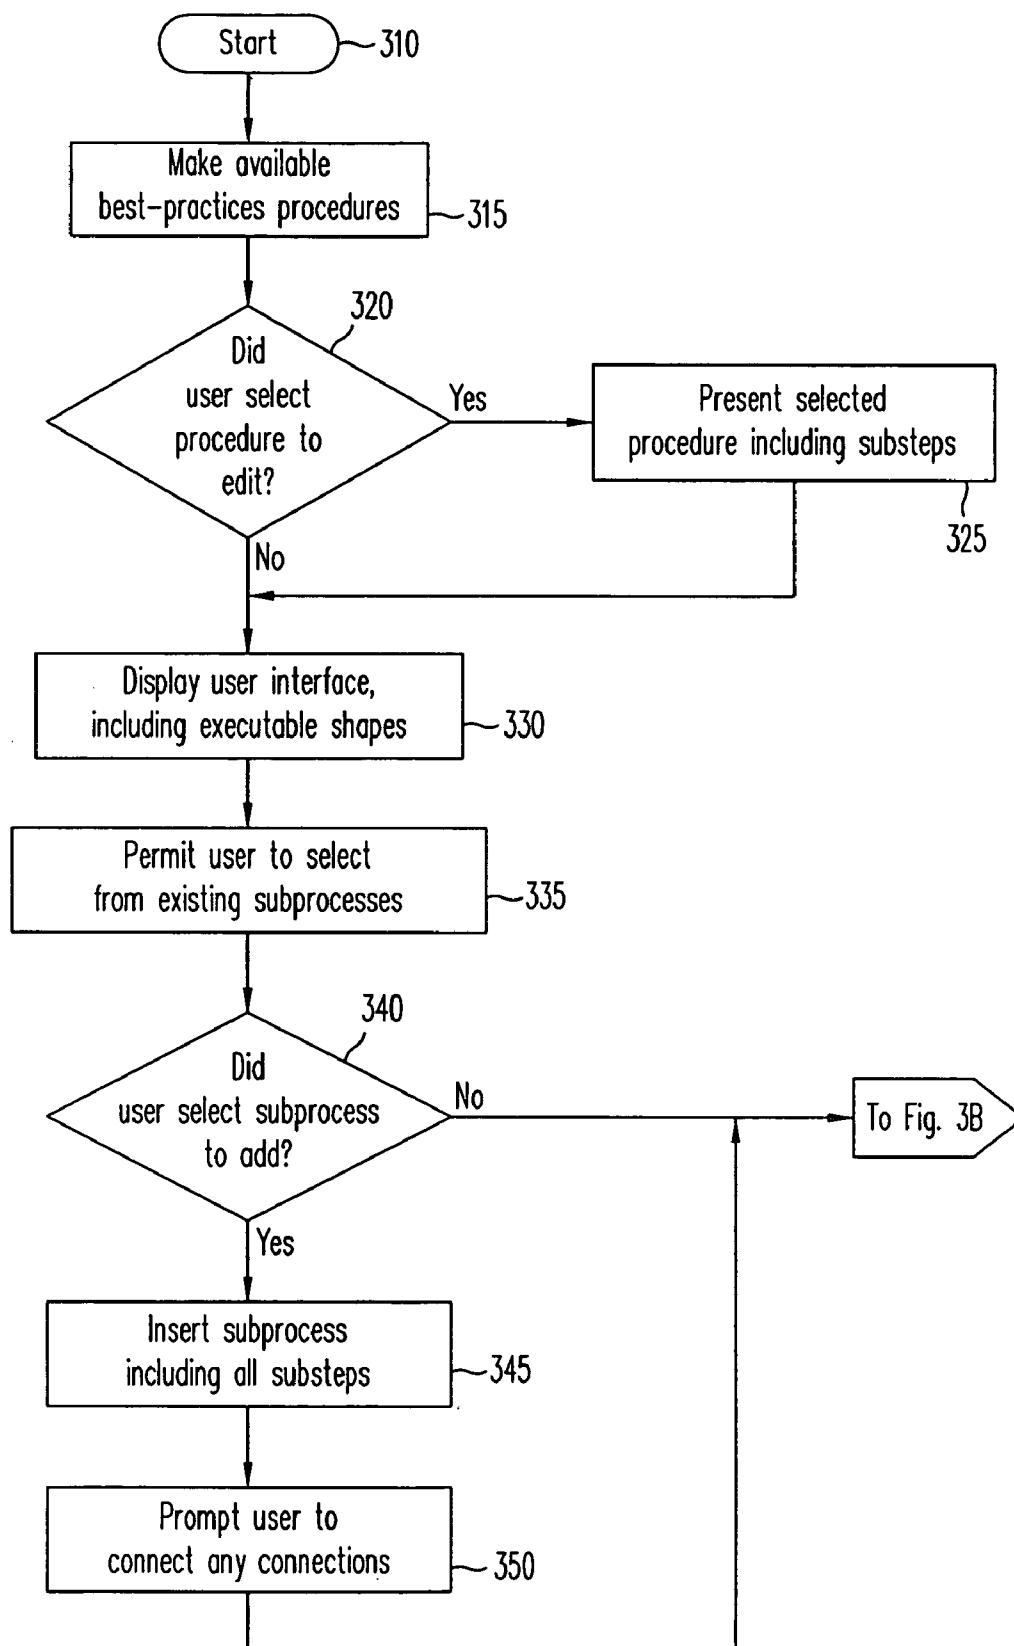 Start
310
Make available
best-practices procedures
315
320
Did
user select
procedure to
edit?
Yes
Present selected
procedure including substeps
325
No
Display user interface,
including executable shapes
330
Permit user to select
from existing subprocesses
335
340
Did
user select subprocess
to add?
No
To Fig. 3B
Yes
Insert subprocess
including all substeps
345
Prompt user to
connect any connections
350